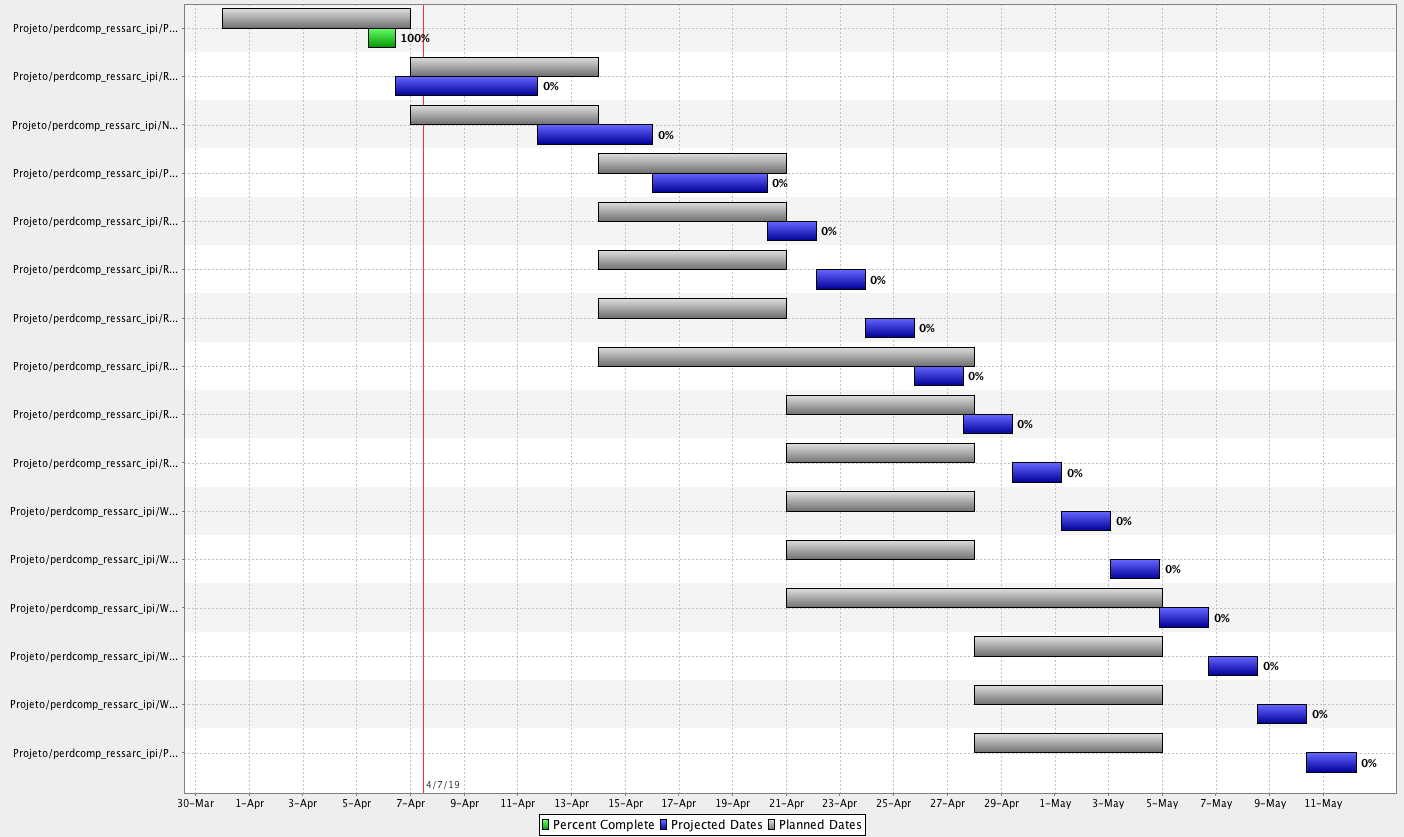 Projeto/perdcomp_ressarc_ipi/P...
100%
Projeto/perdcomp_ressarc_ipi/R...
0%
Projeto/perdcomp_ressarc_ipi/N...
0%
Projeto/perdcomp_ressarc_ipi/P...
0%
Projeto/perdcomp_ressarc_ipi/R...
0%
Projeto/perdcomp_ressarc_ipi/R...
0%
Projeto/perdcomp_ressarc_ipi/R...
0%
Projeto/perdcomp_ressarc_ipi/R...
0%
Projeto/perdcomp_ressarc_ipi/R...
0%
Projeto/perdcomp_ressarc_ipi/R...
0%
Projeto/perdcomp_ressarc_ipi/W...
0%
Projeto/perdcomp_ressarc_ipi/W...
0%
Projeto/perdcomp_ressarc_ipi/W...
0%
Projeto/perdcomp_ressarc_ipi/W...
0%
Projeto/perdcomp_ressarc_ipi/W...
0%
Projeto/perdcomp_ressarc_ipi/P...
0%
4/7/19
30-Mar 1-Apr 3-Apr 5-Apr 7-Apr 9-Apr 11-Apr 13-Apr 15-Apr 17-Apr 19-Apr 21-Apr 23-Apr 25-Apr 27-Apr 29-Apr 1-May 3-May 5-May 7-May 9-May 11-May
Percent Complete Projected Dates Planned Dates